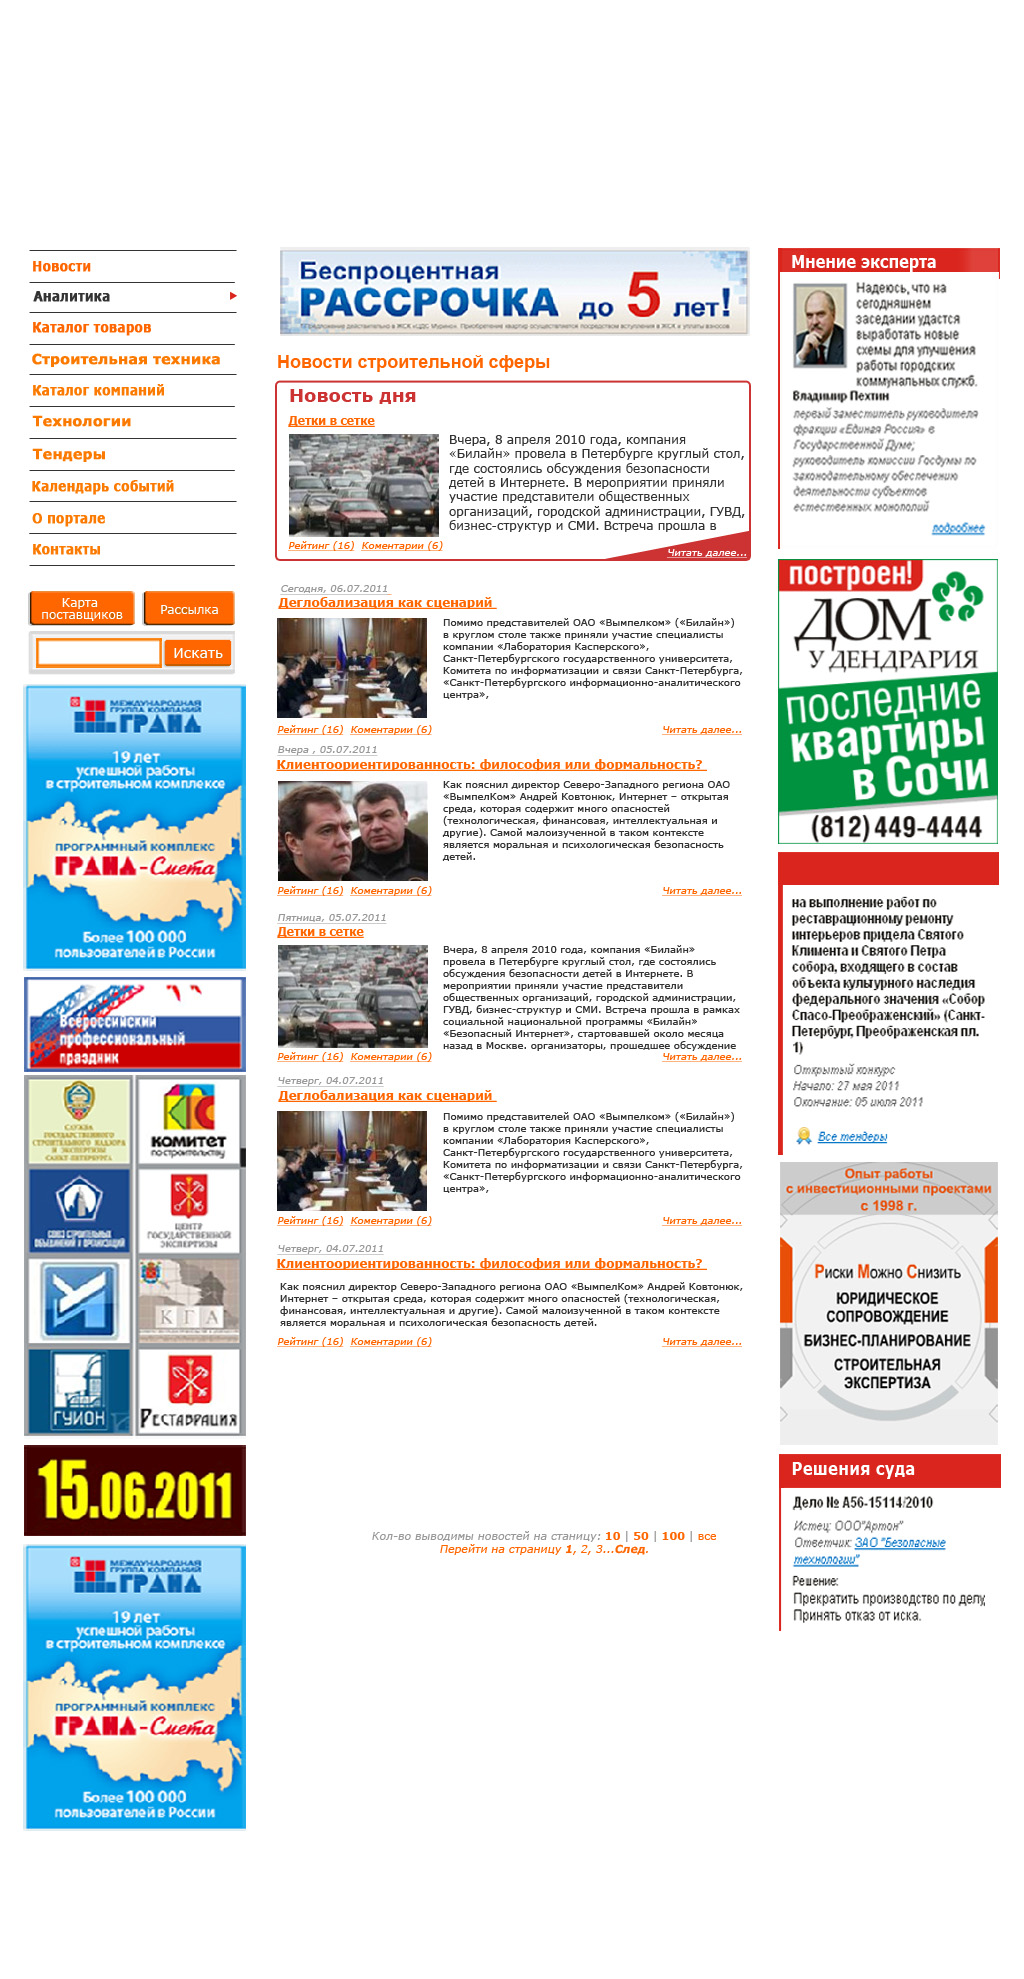 Новости
Аналитика
Каталог товаров
Строительная техника
Каталог компаний
Технологии
Тендеры
Календарь событий
О портале
Контакты
Карта
поставщиков
Рассылка
Искать
МЕЖДУНАРОДНАЯ
ГРУППА КОМПАНИЙ
ГРАНД
19 лет
успешной работы
в строительном комплексе
ПРОГРАММНЫЙ КОМПЛЕКС
ГРАНД-Смета
Более 100 000
пользователей в России
Всероссийский
профессиональный
праздник
СЛУЖБА
ГОСУДАРСТВЕННОГО
СТРОИТЕЛЬНОГО НАДЗОРА
И ЭКСПЕРТИЗЫ
САНКТ-ПЕТЕРБУРГА
КОМИТЕТ
по строительству
СОЮЗ СТРОИТЕЛЬНЫХ
ОБЪЕДИНЕНИЙ И ОРГАНИЗАЦИЙ
ЦЕНТР
ГОСУДАРСТВЕННОЙ
ЭКСПЕРТИЗЫ
КГА
ГУИОН
РЕСТАВРАЦИЯ
15.06.2011
МЕЖДУНАРОДНАЯ
ГРУППА КОМПАНИЙ
ГРАНД
19 лет
успешной работы
в строительном комплексе
ПРОГРАММНЫЙ КОМПЛЕКС
ГРАНД-Смета
Более 100 000
пользователей в России
Беспроцентная
РАССРОЧКА до 5 лет!
*Предложение действительно в ЖСК «ЦДС Мурино». Приобретение квартир осуществляется посредством вступления в ЖСК и уплаты взносов
Новости строительной сферы
Новость дня
Детки в сетке
Вчера, 8 апреля 2010 года, компания
«Билайн» провела в Петербурге круглый стол,
где состоялись обсуждения безопасности
детей в Интернете. В мероприятии приняли
участие представители общественных
организаций, городской администрации, ГУВД,
бизнес-структур и СМИ. Встреча прошла в
Рейтинг (16) Коментарии (6)
Читать далее...
Сегодня, 06.07.2011
Деглобализация как сценарий
Помимо представителей ОАО «Вымпелком» («Билайн»)
в круглом столе также приняли участие специалисты
компании «Лаборатория Касперского»,
Санкт-Петербургского государственного университета,
Комитета по информатизации и связи Санкт-Петербурга,
«Санкт-Петербургского информационно-аналитического
центра»,
Рейтинг (16) Коментарии (6) Читать далее...
Вчера , 05.07.2011
Клиентоориентированность: философия или формальность?
Как пояснил директор Северо-Западного региона ОАО
«ВымпелКом» Андрей Ковтонюк, Интернет – открытая
среда, которая содержит много опасностей
(технологическая, финансовая, интеллектуальная и
другие). Самой малоизученной в таком контексте
является моральная и психологическая безопасность
детей.
Рейтинг (16) Коментарии (6) Читать далее...
Пятница, 05.07.2011
Детки в сетке
Вчера, 8 апреля 2010 года, компания «Билайн»
провела в Петербурге круглый стол, где состоялись
обсуждения безопасности детей в Интернете. В
мероприятии приняли участие представители
общественных организаций, городской администрации,
ГУВД, бизнес-структур и СМИ. Встреча прошла в рамках
социальной национальной программы «Билайн»
«Безопасный Интернет», стартовавшей около месяца
назад в Москве. организаторы, прошедшее обсуждение
Рейтинг (16) Коментарии (6) Читать далее...
Четверг, 04.07.2011
Деглобализация как сценарий
Помимо представителей ОАО «Вымпелком» («Билайн»)
в круглом столе также приняли участие специалисты
компании «Лаборатория Касперского»,
Санкт-Петербургского государственного университета,
Комитета по информатизации и связи Санкт-Петербурга,
«Санкт-Петербургского информационно-аналитического
центра»,
Рейтинг (16) Коментарии (6) Читать далее...
Четверг, 04.07.2011
Клиентоориентированность: философия или формальность?
Как пояснил директор Северо-Западного региона ОАО «ВымпелКом» Андрей Ковтонюк,
Интернет – открытая среда, которая содержит много опасностей (технологическая,
финансовая, интеллектуальная и другие). Самой малоизученной в таком контексте
является моральная и психологическая безопасность детей.
Рейтинг (16) Коментарии (6) Читать далее...
Кол-во выводимы новостей на станицу: 10 | 50 | 100 | все
Перейти на страницу 1, 2, 3...След.
Мнение эксперта
Надеюсь, что на
сегодняшнем
заседании удастся
выработать новые
схемы для улучшения
работы городских
коммунальных служб.
Владимир Пехтин
первый заместитель руководителя
фракции «Единая Россия» в
Государственной Думе;
руководитель комиссии Госдумы по
законодательному обеспечению
деятельности субъектов
естественных монополий
подробнее
построен!
ДОМ
У ДЕНДРАРИЯ
последние
квартиры
в Сочи
(812) 449-4444
на выполнение работ по
реставрационному ремонту
интерьеров придела Святого
Климента и Святого Петра
собора, входящего в состав
объекта культурного наследия
федерального значения «Собор
Спасо-Преображенский» (Санкт-
Петербург, Преображенская пл.
1)
Открытый конкурс
Начало: 27 мая 2011
Окончание: 05 июля 2011
Все тендеры
Опыт работы
с инвестиционными проектами
с 1998 г.
Риски Можно Снизить
ЮРИДИЧЕСКОЕ
СОПРОВОЖДЕНИЕ
БИЗНЕС-ПЛАНИРОВАНИЕ
СТРОИТЕЛЬНАЯ
ЭКСПЕРТИЗА
Решения суда
Дело № А56-15114/2010
Истец: ООО"Артон"
Ответчик: ЗАО "Безопасные
технологии"
Решение:
Прекратить производство по делу.
Принять отказ от иска.